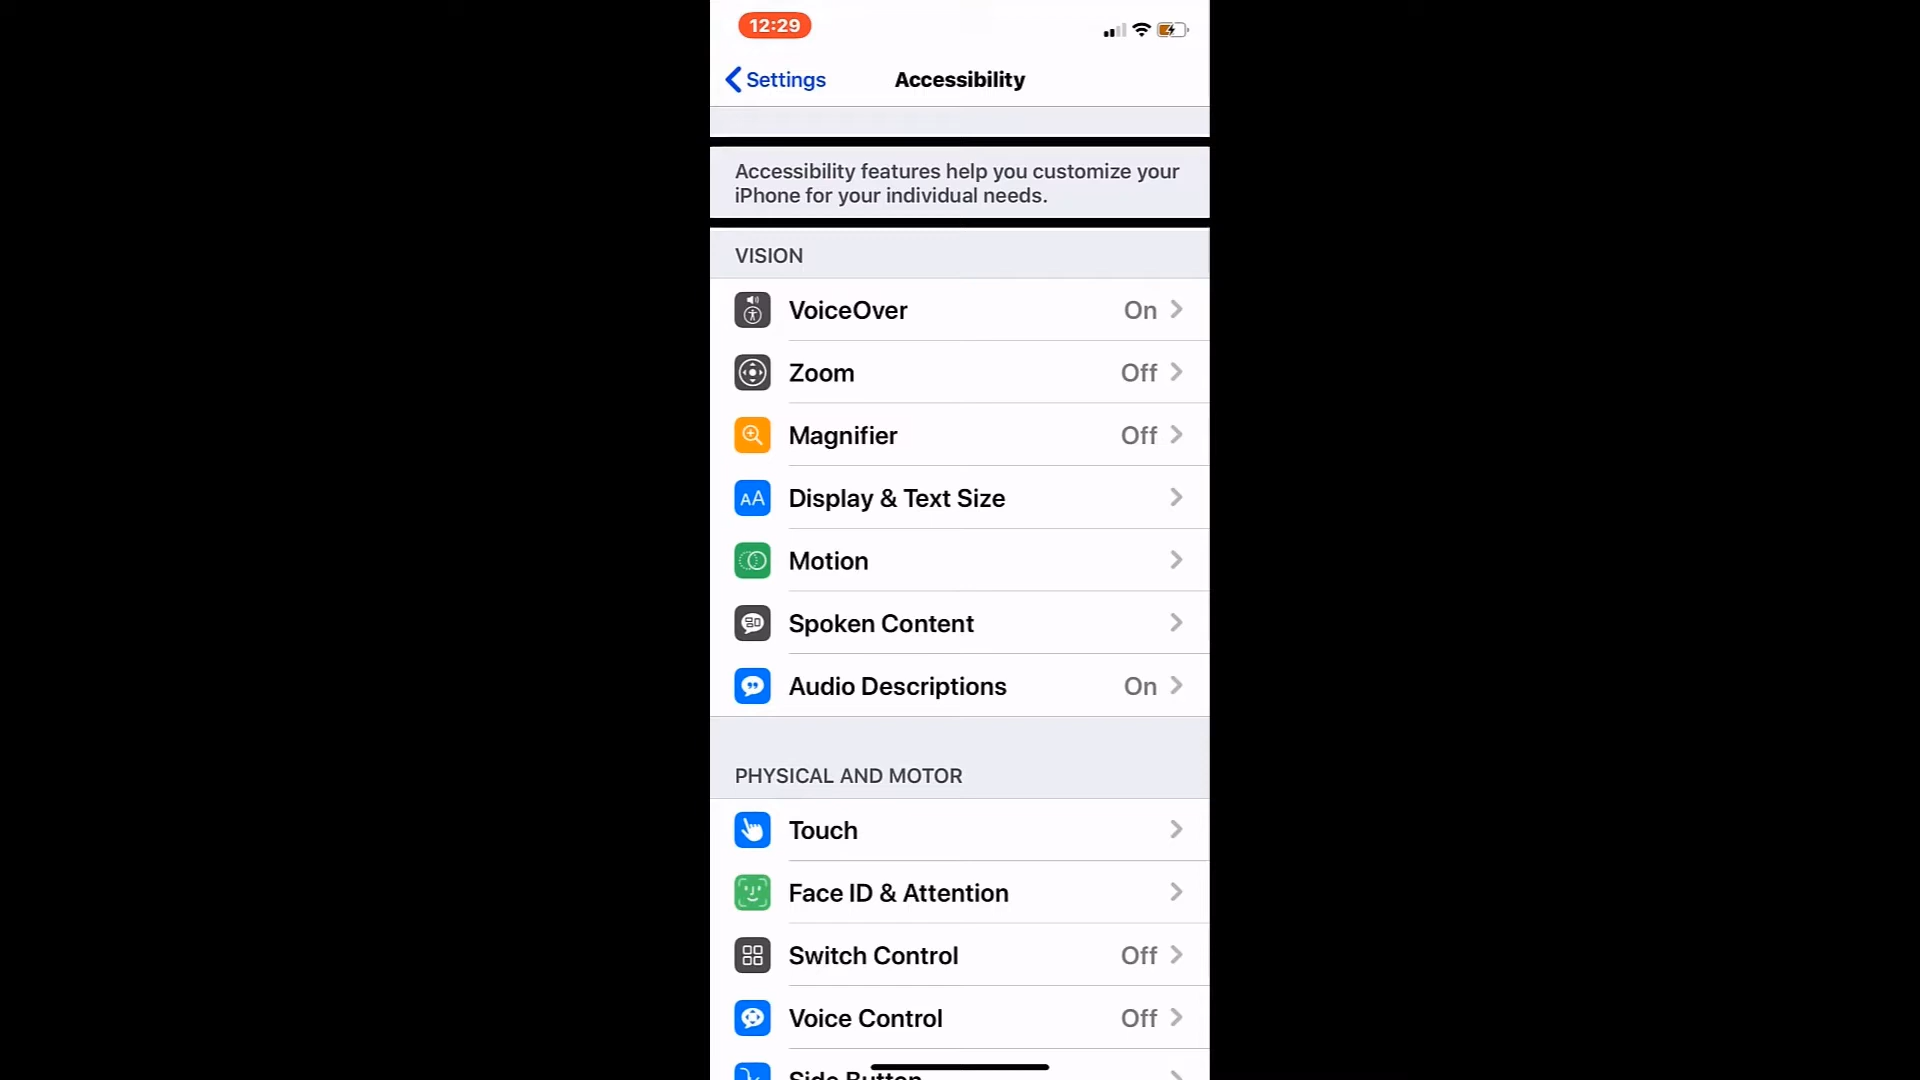 12:29
Settings
Accessibility
Accessibility features help you customize your
iPhone for your individual needs.
VISION
VoiceOver On
Zoom Off
Magnifier Off
AA Display & Text Size
Motion
Spoken Content
Audio Descriptions On
PHYSICAL AND MOTOR
Touch
Face ID & Attention
Switch Control Off
Voice Control Off
Side Button